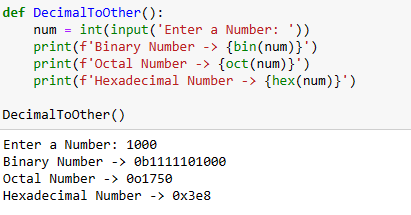 def DecimalToOther():
    num = int(input('Enter a Number: '))
    print(f'Binary Number -> {bin(num)}')
    print(f'Octal Number -> {oct(num)}')
    print(f'Hexadecimal Number -> {hex(num)}')

DecimalToOther()
Enter a Number: 1000
Binary Number -> 0b1111101000
Octal Number -> 0o1750
Hexadecimal Number -> 0x3e8